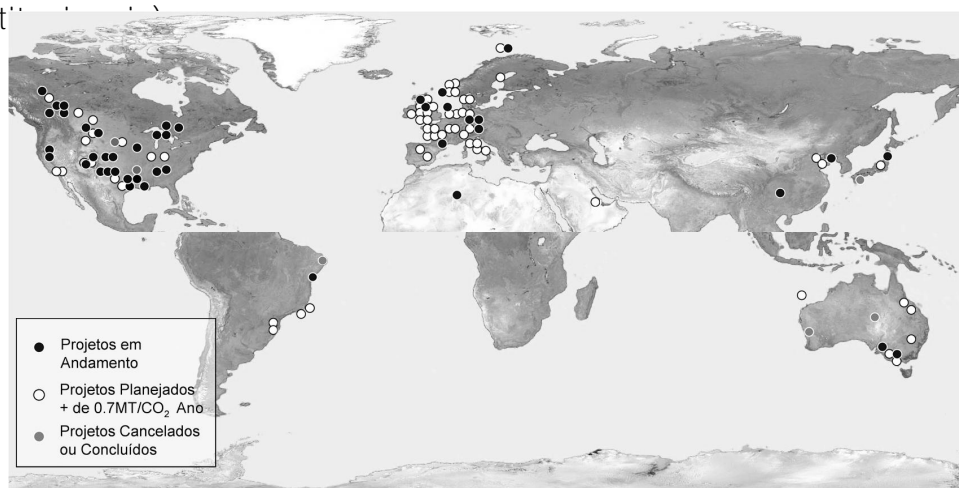 Projetos em
Andamento
Projetos Planejados
+ de 0.7MT/CO₂ Ano
Projetos Cancelados
ou Concluídos